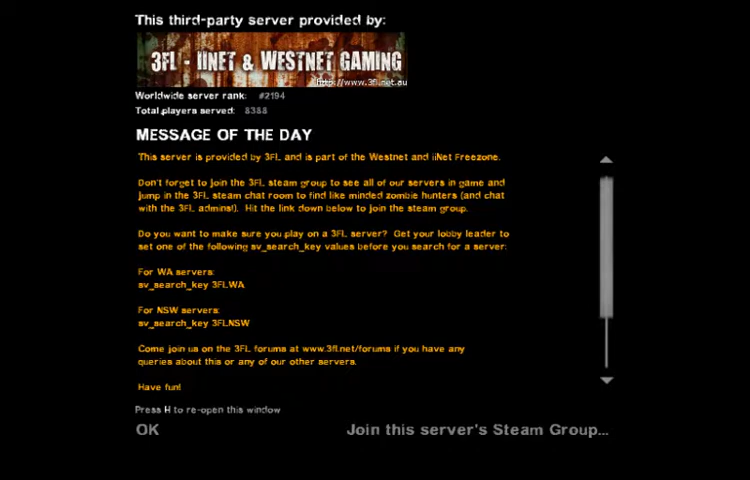 This third-party server provided by:
3FL - IINET & WESTNET GAMING
http://www.3fl.net.au
Worldwide server rank: #2194
Total players served: 8388
MESSAGE OF THE DAY
This server is provided by 3FL and is part of the Westnet and iiNet Freezone.
Don't forget to join the 3FL steam group to see all of our servers in game and
jump in the 3FL steam chat room to find like minded zombie hunters (and chat
with the 3FL admins!). Hit the link down below to join the steam group.
Do you want to make sure you play on a 3FL server? Get your lobby leader to
set one of the following sv_search_key values before you search for a server:
For WA servers:
sv_search_key 3FLWA
For NSW servers:
sv_search_key 3FLNSW
Come join us on the 3FL forums at www.3fl.net/forums if you have any
queries about this or any of our other servers.
Have fun!
Press H to re-open this window
OK
Join this server's Steam Group...